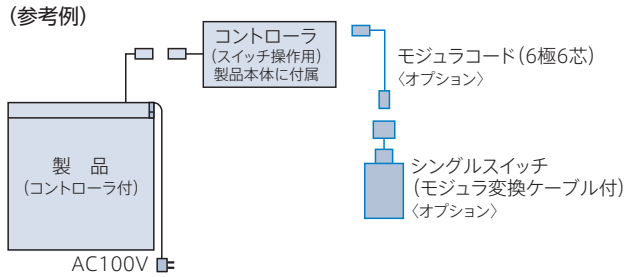 (参考例)
コントローラ
(スイッチ操作用)
製品本体に付属
モジュラコード(6極6芯)
〈オプション〉
製 品
(コントローラ付)
シングルスイッチ
(モジュラ変換ケーブル付)
〈オプション〉
AC100V